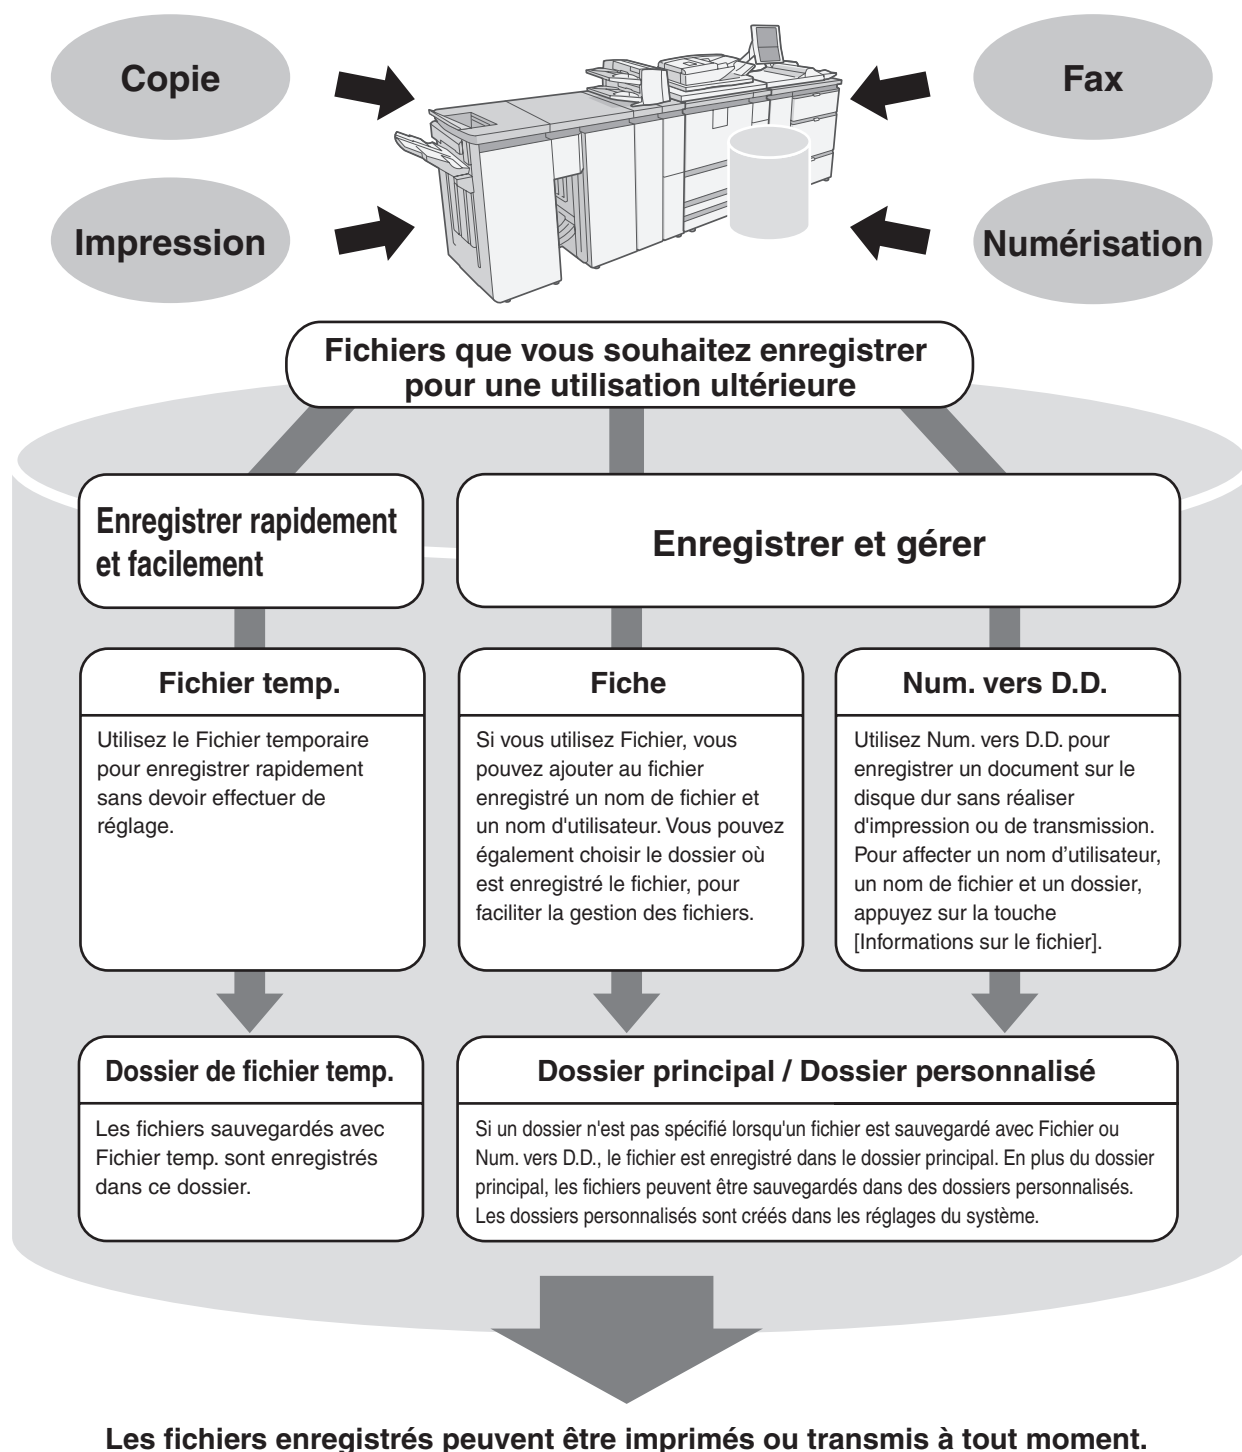 Copie
Fax
Impression
Numérisation
Fichiers que vous souhaitez enregistrer
pour une utilisation ultérieure
Enregistrer rapidement
et facilement
Enregistrer et gérer
Fichier temp.
Utilisez le Fichier temporaire
pour enregistrer rapidement
sans devoir effectuer de
réglage.
Fiche
Si vous utilisez Fichier, vous
pouvez ajouter au fichier
enregistré un nom de fichier et
un nom d'utilisateur. Vous pouvez
également choisir le dossier où
est enregistré le fichier, pour
faciliter la gestion des fichiers.
Num. vers D.D.
Utilisez Num. vers D.D. pour
enregistrer un document sur le
disque dur sans réaliser
d'impression ou de transmission.
Pour affecter un nom d’utilisateur,
un nom de fichier et un dossier,
appuyez sur la touche
[Informations sur le fichier].
Dossier de fichier temp.
Les fichiers sauvegardés avec
Fichier temp. sont enregistrés
dans ce dossier.
Dossier principal / Dossier personnalisé
Si un dossier n'est pas spécifié lorsqu'un fichier est sauvegardé avec Fichier ou
Num. vers D.D., le fichier est enregistré dans le dossier principal. En plus du dossier
principal, les fichiers peuvent être sauvegardés dans des dossiers personnalisés.
Les dossiers personnalisés sont créés dans les réglages du système.
Les fichiers enregistrés peuvent être imprimés ou transmis à tout moment.